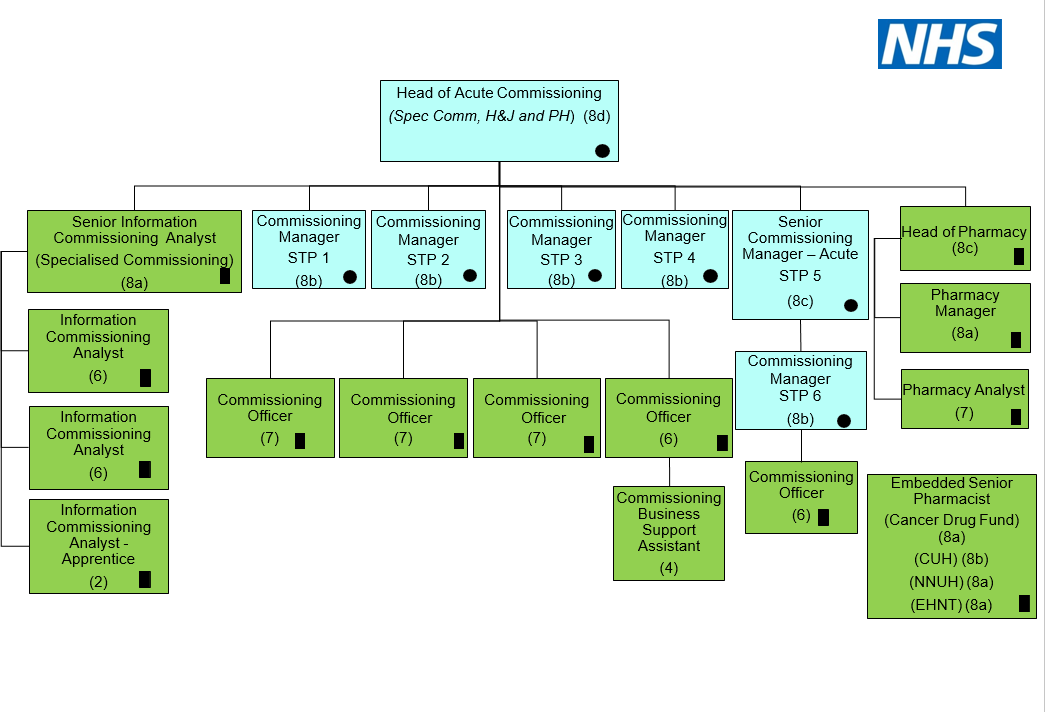 NHS
Head of Acute Commissioning
(Spec Comm, H&J and PH) (8d)
Senior Information
Commissioning Analyst
(Specialised Commissioning)
(8a)
Commissioning
Manager
STP 1
(8b)
Commissioning
Manager
STP 2
(8b)
Commissioning
Manager
STP 3
(8b)
Commissioning
Manager
STP 4
(8b)
Senior
Commissioning
Manager – Acute
STP 5
(8c)
Head of Pharmacy
(8c)
Information
Commissioning
Analyst
(6)
Information
Commissioning
Analyst
(6)
Information
Commissioning
Analyst -
Apprentice
(2)
Commissioning
Officer
(7)
Commissioning
Officer
(7)
Commissioning
Officer
(7)
Commissioning
Officer
(6)
Commissioning
Business
Support
Assistant
(4)
Commissioning
Manager
STP 6
(8b)
Commissioning
Officer
(6)
Pharmacy
Manager
(8a)
Pharmacy Analyst
(7)
Embedded Senior
Pharmacist
(Cancer Drug Fund)
(8a)
(CUH) (8b)
(NNUH) (8a)
(EHNT) (8a)